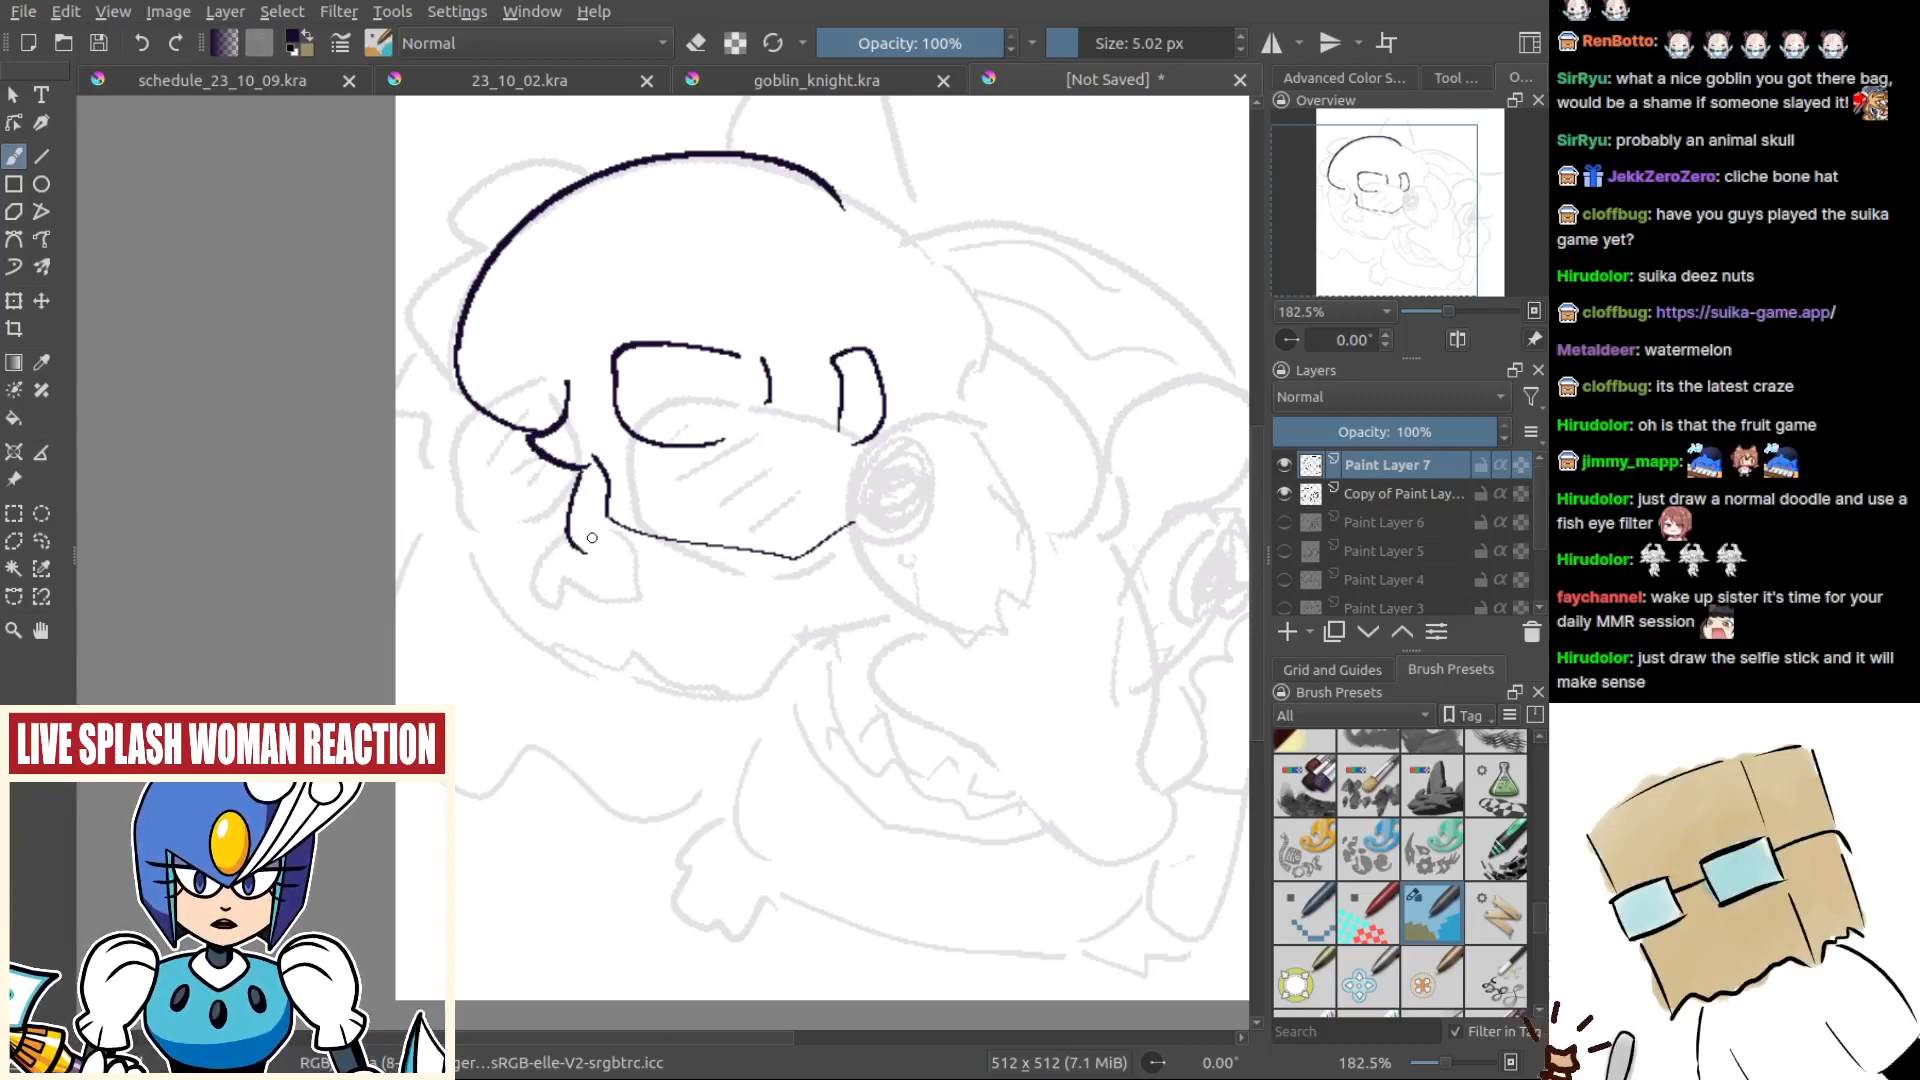 File Edit View Image Layer Select Filter Tools Settings Window Help
Normal
Opacity: 100%
Size: 5.02 px
schedule_23_10_09.kra
23_10_02.kra
goblin_knight.kra
[Not Saved] *
Advanced Color S...
Tool ...
O...
Overview
182.5%
0.00°
Layers
Normal
Opacity: 100%
Paint Layer 7
Copy of Paint Lay...
Paint Layer 6
Paint Layer 5
Paint Layer 4
Paint Layer 3
Grid and Guides
Brush Presets
Brush Presets
All
Tag
Search
Filter in Ta
512 x 512 (7.1 MiB)
0.00°
182.5%
RGB
(8-
ger...sRGB-elle-V2-srgbtrc.icc
LIVE SPLASH WOMAN REACTION
RenBotto:
SirRyu: what a nice goblin you got there bag,
would be a shame if someone slayed it!
SirRyu: probably an animal skull
JekkZeroZero: cliche bone hat
cloffbug: have you guys played the suika
game yet?
Hirudolor: suika deez nuts
cloffbug: https://suika-game.app/
Metaldeer: watermelon
cloffbug: its the latest craze
Hirudolor: oh is that the fruit game
jimmy_mapp:
Hirudolor: just draw a normal doodle and use a
fish eye filter
Hirudolor:
faychannel: wake up sister it's time for your
daily MMR session
Hirudolor: just draw the selfie stick and it will
make sense